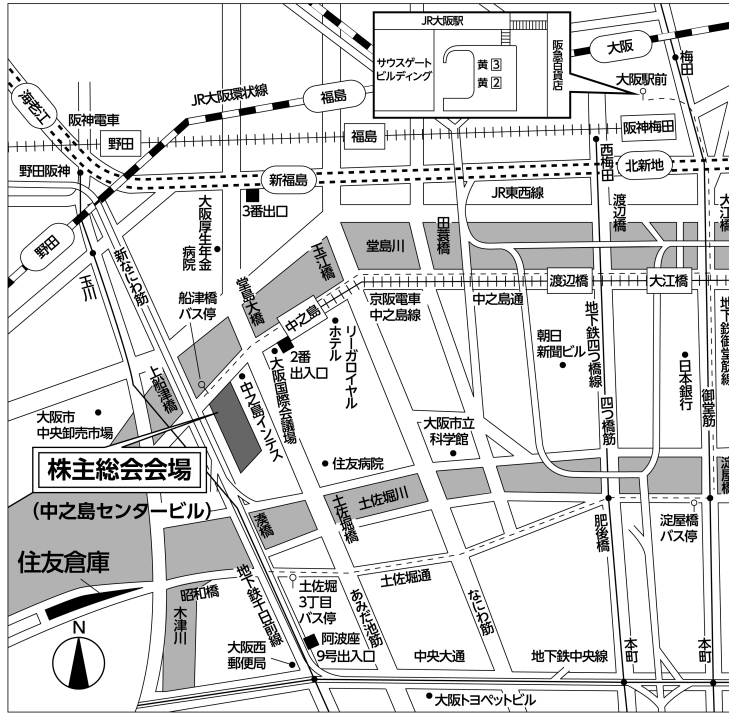 JR大阪駅
サウスゲート
ビルディング
黄3
黄2
阪急百貨店
大阪
梅田
大阪駅前
海老江
阪神電車
JR大阪環状線
福島
野田
福島
阪神梅田
野田阪神
新福島
西梅田
北新地
3番出口
JR東西線
大阪厚生年金
病院
渡辺橋
大江橋
野田
新なにわ筋
玉川
堂島大橋
玉江橋
堂島川
田蓑橋
船津橋
バス停
中之島
京阪電車
中之島線
中之島通
渡辺橋
大江橋
地下鉄四つ橋線
地下鉄御堂筋線
2番
出入口
リーガロイヤル
ホテル
朝日
新聞ビル
日本銀行
御堂筋
上船津橋
中之島インテス
大阪国際会議場
大阪市
中央卸売市場
大阪市立
科学館
四つ橋筋
淀屋橋
株主総会会場
(中之島センタービル)
住友病院
土佐堀川
湊橋
土佐堀橋
肥後橋
淀屋橋
バス停
住友倉庫
昭和橋
木津川
地下鉄千日前線
土佐堀
3丁目
バス停
土佐堀通
あみだ池筋
なにわ筋
N
大阪西
郵便局
阿波座
9号出入口
中央大通
地下鉄中央線
本町
本町
大阪トヨペットビル